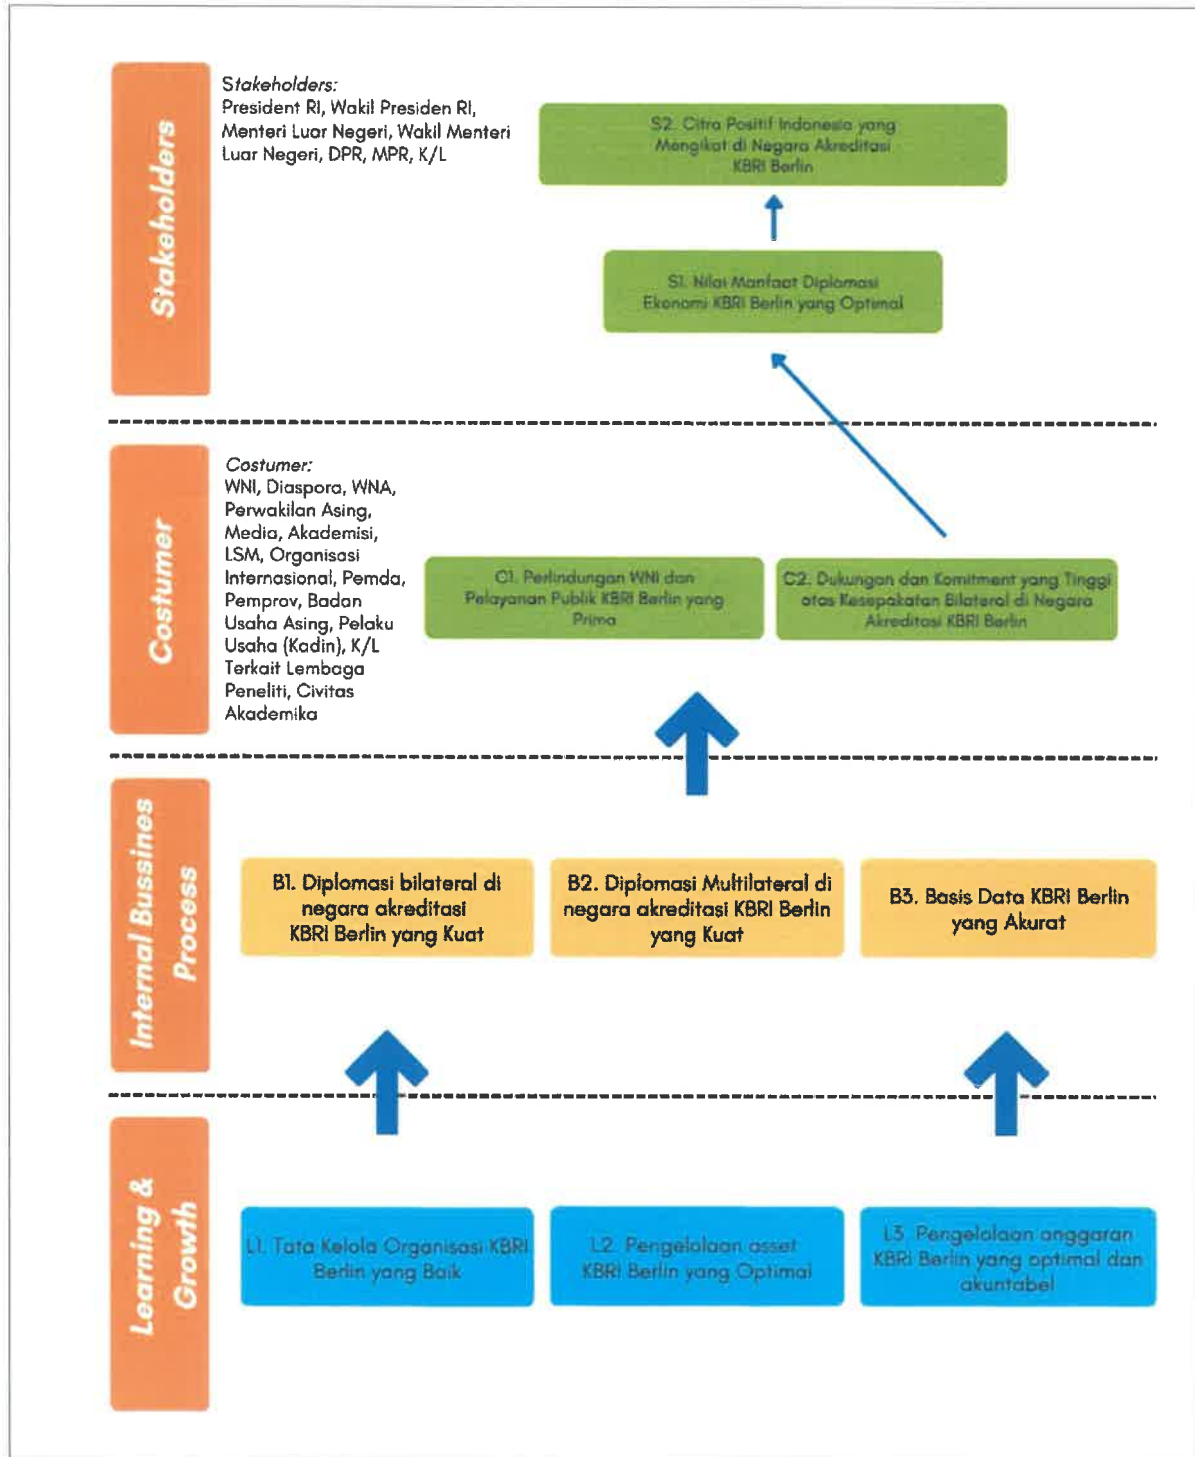 Stakeholders
Stakeholders:
President RI, Wakil Presiden RI,
Menteri Luar Negeri, Wakil Menteri
Luar Negeri, DPR, MPR, K/L
S2. Citra Positif Indonesia yang
Mengikat di Negara Akreditasi
KBRI Berlin
S1. Nilai Manfaat Diplomasi
Ekonomi KBRI Berlin yang Optimal
Costumer
Costumer:
WNI, Diaspora, WNA,
Perwakilan Asing,
Media, Akademisi,
LSM, Organisasi
Internasional, Pemda,
Pemprov, Badan
Usaha Asing, Pelaku
Usaha (Kadin), K/L
Terkait Lembaga
Peneliti, Civitas
Akademika
C1. Perlindungan WNI dan
Pelayanan Publik KBRI Berlin yang
Prima
C2. Dukungan dan Komitment yang Tinggi
atas Kesepakatan Bilateral di Negara
Akreditasi KBRI Berlin
Internal Bussines
Process
B1. Diplomasi bilateral di
negara akreditasi
KBRI Berlin yang Kuat
B2. Diplomasi Multilateral di
negara akreditasi KBRI Berlin
yang Kuat
B3. Basis Data KBRI Berlin
yang Akurat
Learning &
Growth
L1. Tata Kelola Organisasi KBRI
Berlin yang Baik
L2. Pengelolaan asset
KBRI Berlin yang Optimal
L3. Pengelolaan anggaran
KBRI Berlin yang optimal dan
akuntabel